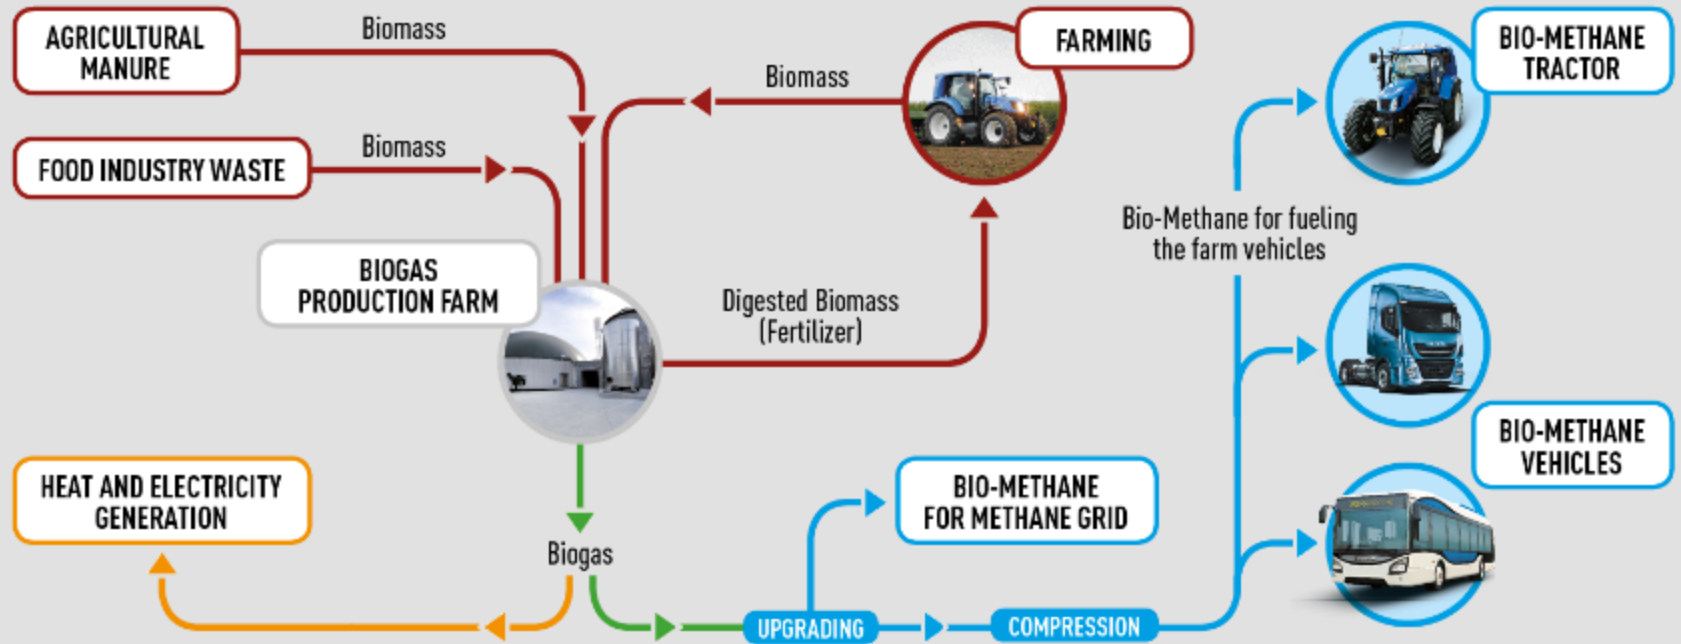 AGRICULTURAL
MANURE
Biomass
FARMING
Biomass
BIO-METHANE
TRACTOR
FOOD INDUSTRY WASTE
Biomass
Bio-Methane for fueling
the farm vehicles
BIOGAS
PRODUCTION FARM
Digested Biomass
(Fertilizer)
BIO-METHANE
VEHICLES
HEAT AND ELECTRICITY
GENERATION
BIO-METHANE
FOR METHANE GRID
Biogas
UPGRADING
COMPRESSION